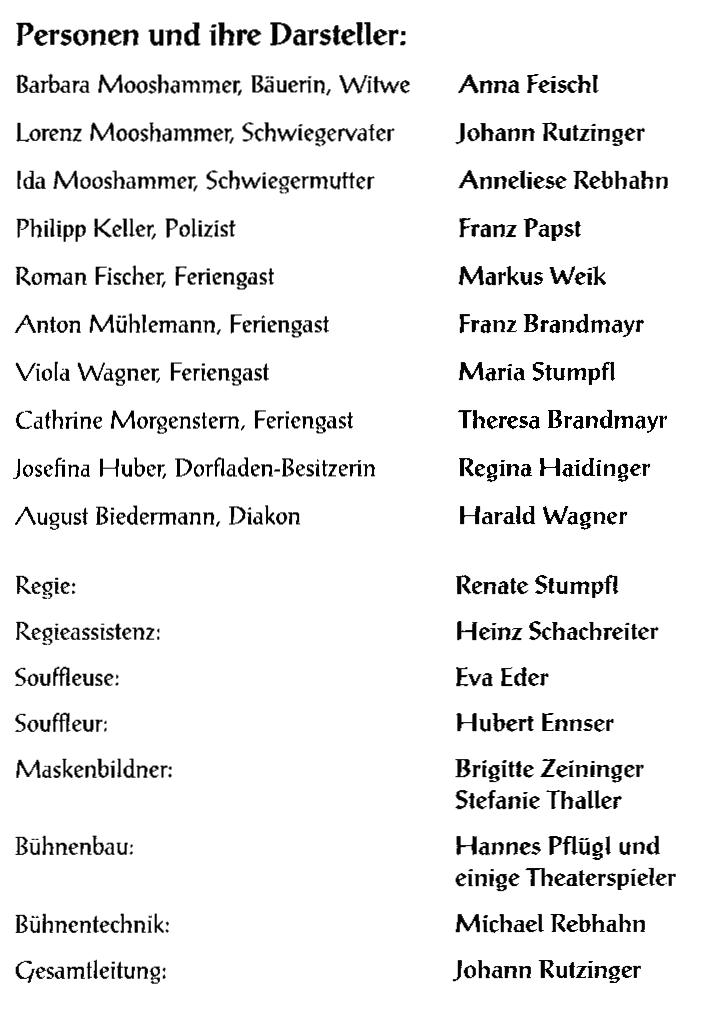 Personen und ihre Darsteller:
Barbara Mooshammer, Bäuerin, Witwe Anna Feischl
Lorenz Mooshammer, Schwiegervater Johann Rutzinger
Ida Mooshammer, Schwiegermutter Anneliese Rebhahn
Philipp Keller, Polizist Franz Papst
Roman Fischer, Feriengast Markus Weik
Anton Mühlemann, Feriengast Franz Brandmayr
Viola Wagner, Feriengast Maria Stumpfl
Cathrine Morgenstern, Feriengast Theresa Brandmayr
Josefina Huber, Dorfladen-Besitzerin Regina Haidinger
August Biedermann, Diakon Harald Wagner
Regie: Renate Stumpfl
Regieassistenz: Heinz Schachreiter
Souffleuse: Eva Eder
Souffleur: Hubert Ennser
Maskenbildner: Brigitte Zeininger
Stefanie Thaller
Bühnenbau: Hannes Pflügl und
einige Theaterspieler
Bühnentechnik: Michael Rebhahn
Gesamtleitung: Johann Rutzinger